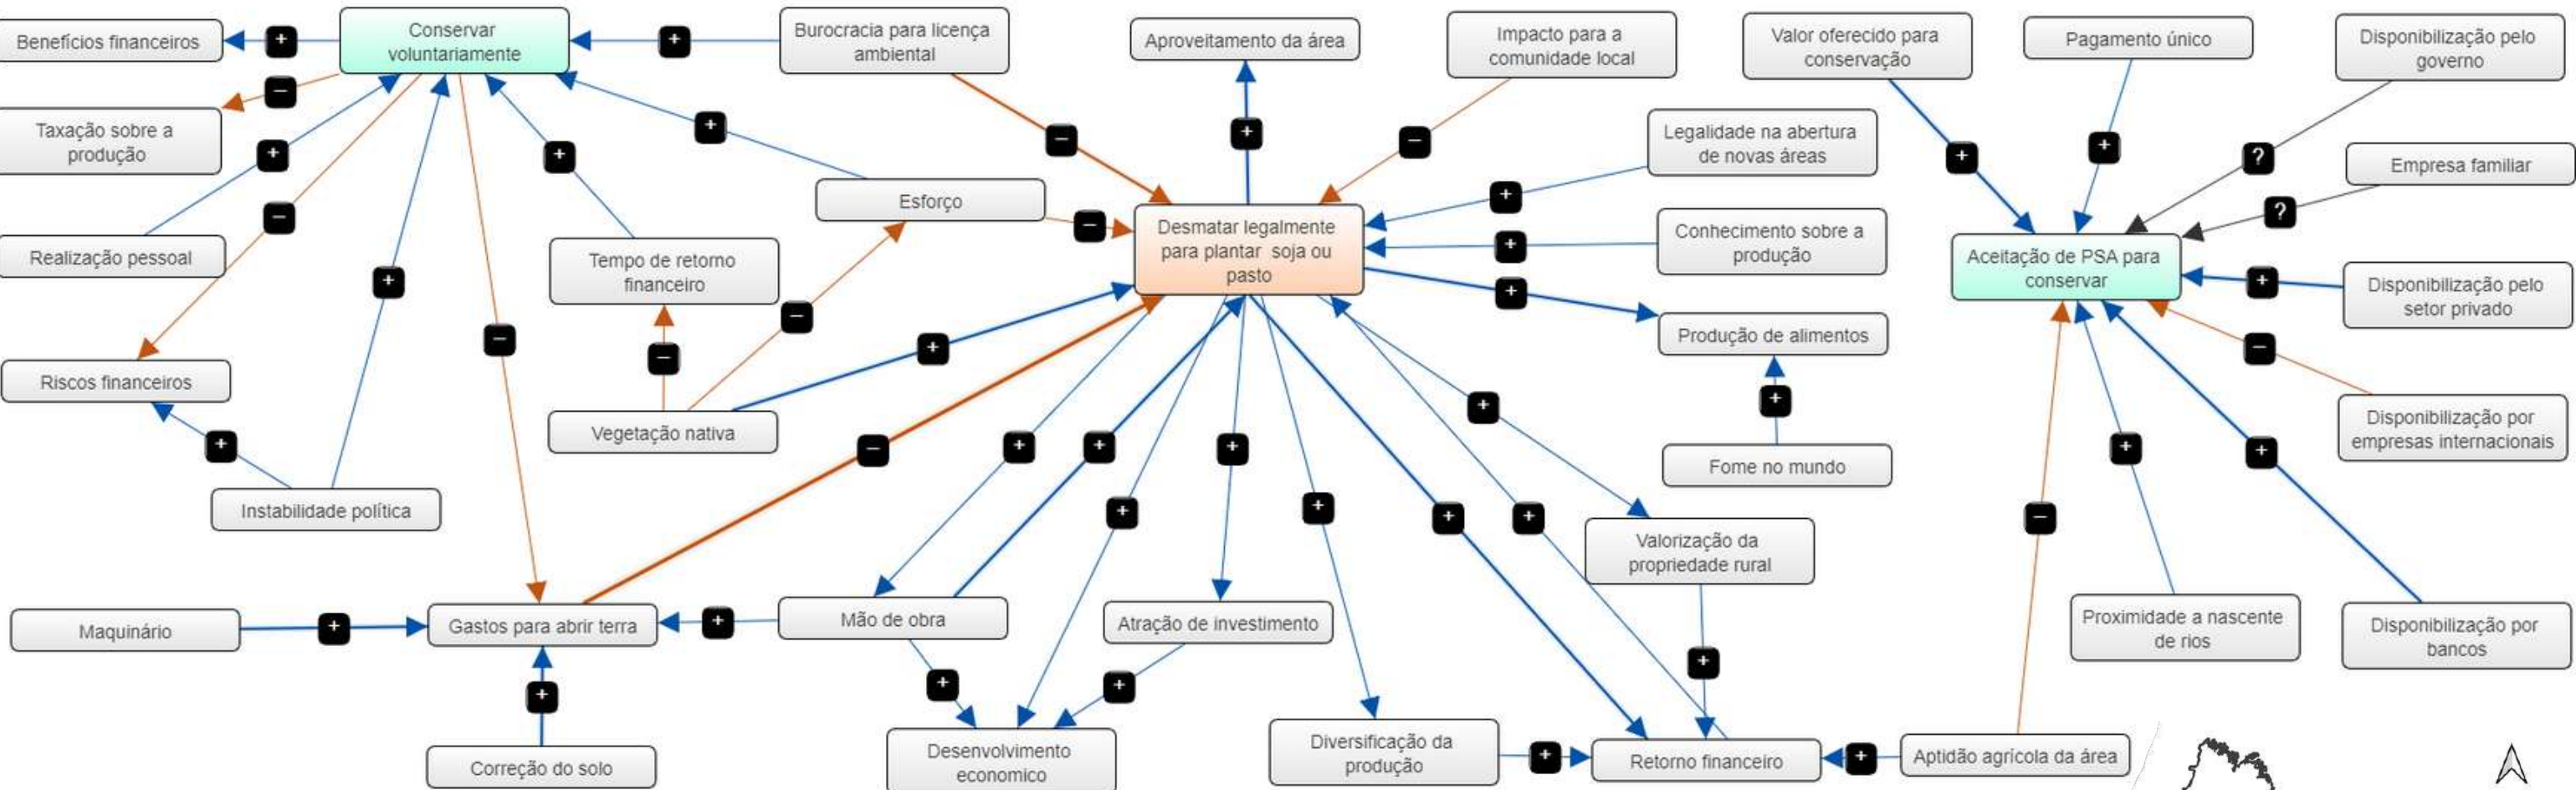 Benefícios financeiros
+
Conservar
voluntariamente
+
Burocracia para licença
ambiental
Aproveitamento da área
Impacto para a
comunidade local
Valor oferecido para
conservação
Pagamento único
Disponibilização pelo
governo
−
Taxação sobre a
produção
+
+
+
−
+
−
Legalidade na abertura
de novas áreas
+
+
?
Empresa familiar
Realização pessoal
−
+
Tempo de retorno
financeiro
Esforço
−
Desmatar legalmente
para plantar soja ou
pasto
+
+
Conhecimento sobre a
produção
+
Produção de alimentos
?
Aceitação de PSA para
conservar
+
Disponibilização pelo
setor privado
Riscos financeiros
−
−
−
+
+
+
−
Disponibilização por
empresas internacionais
+
Vegetação nativa
−
+
+
+
Fome no mundo
+
+
Instabilidade política
+
+
+
+
Valorização da
propriedade rural
−
Maquinário
+
Gastos para abrir terra
+
Mão de obra
Atração de investimento
Proximidade a nascente
de rios
Disponibilização por
bancos
+
+
+
+
Correção do solo
Desenvolvimento
economico
Diversificação da
produção
+
Retorno financeiro
+
Aptidão agrícola da área